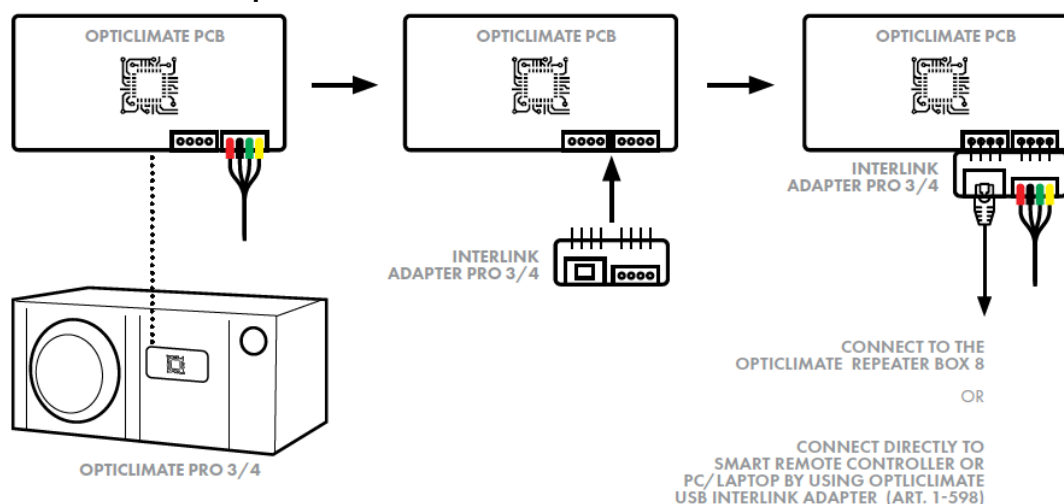 OPTICLIMATE PCB
OPTICLIMATE PCB
OPTICLIMATE PCB
INTERLINK
ADAPTER PRO 3/4
INTERLINK
ADAPTER PRO 3/4
OPTICLIMATE PRO 3/4
CONNECT TO THE
OPTICLIMATE REPEATER BOX 8
OR
CONNECT DIRECTLY TO
SMART REMOTE CONTROLLER OR
PC/LAPTOP BY USING OPTICLIMATE
USB INTERLINK ADAPTER (ART. 1-598)